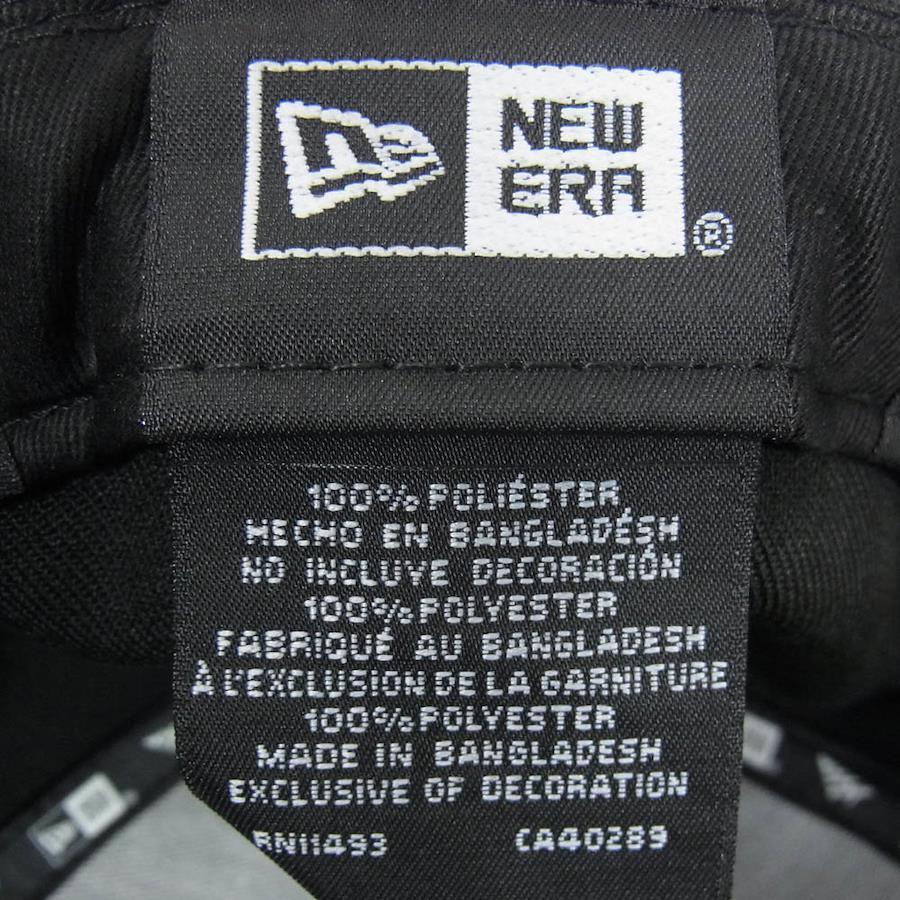 NEW
ERA
®
100% POLIÉSTER
HECHO EN BANGLADÉSH
NO INCLUYE DECORACIÓN
100% POLYESTER
FABRIQUÉ AU BANGLADESH
À L'EXCLUSION DE LA GARNITURE
100% POLYESTER
MADE IN BANGLADESH
EXCLUSIVE OF DECORATION
RN11493 CA40289